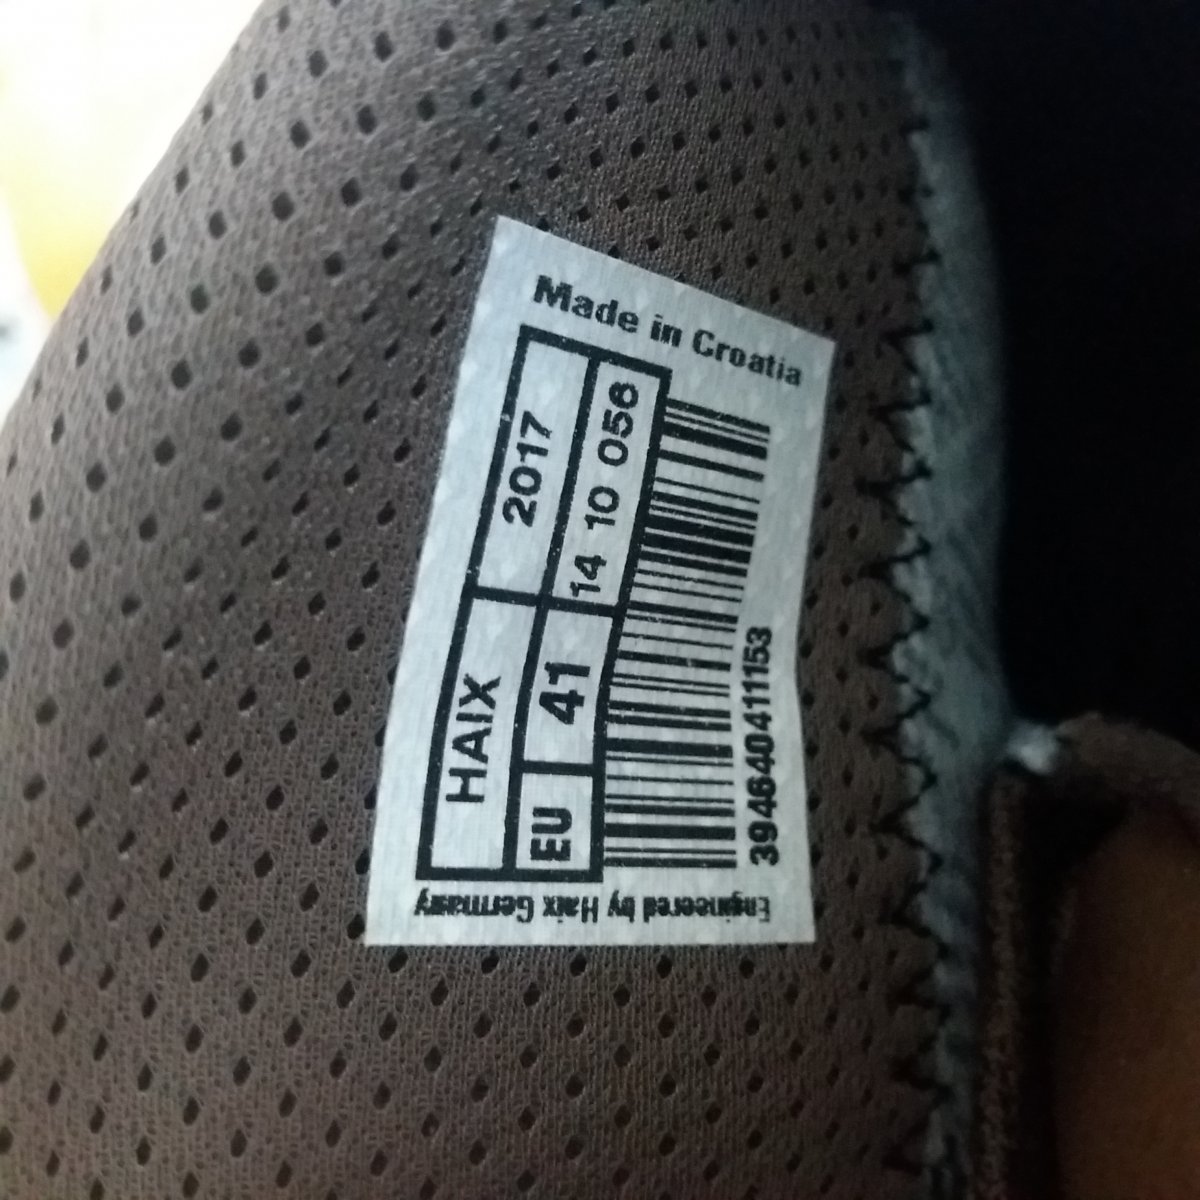 Made in Croatia
HAIX 2017
EU 41 14 10 056
394640411153
Engineered by Haix Germany